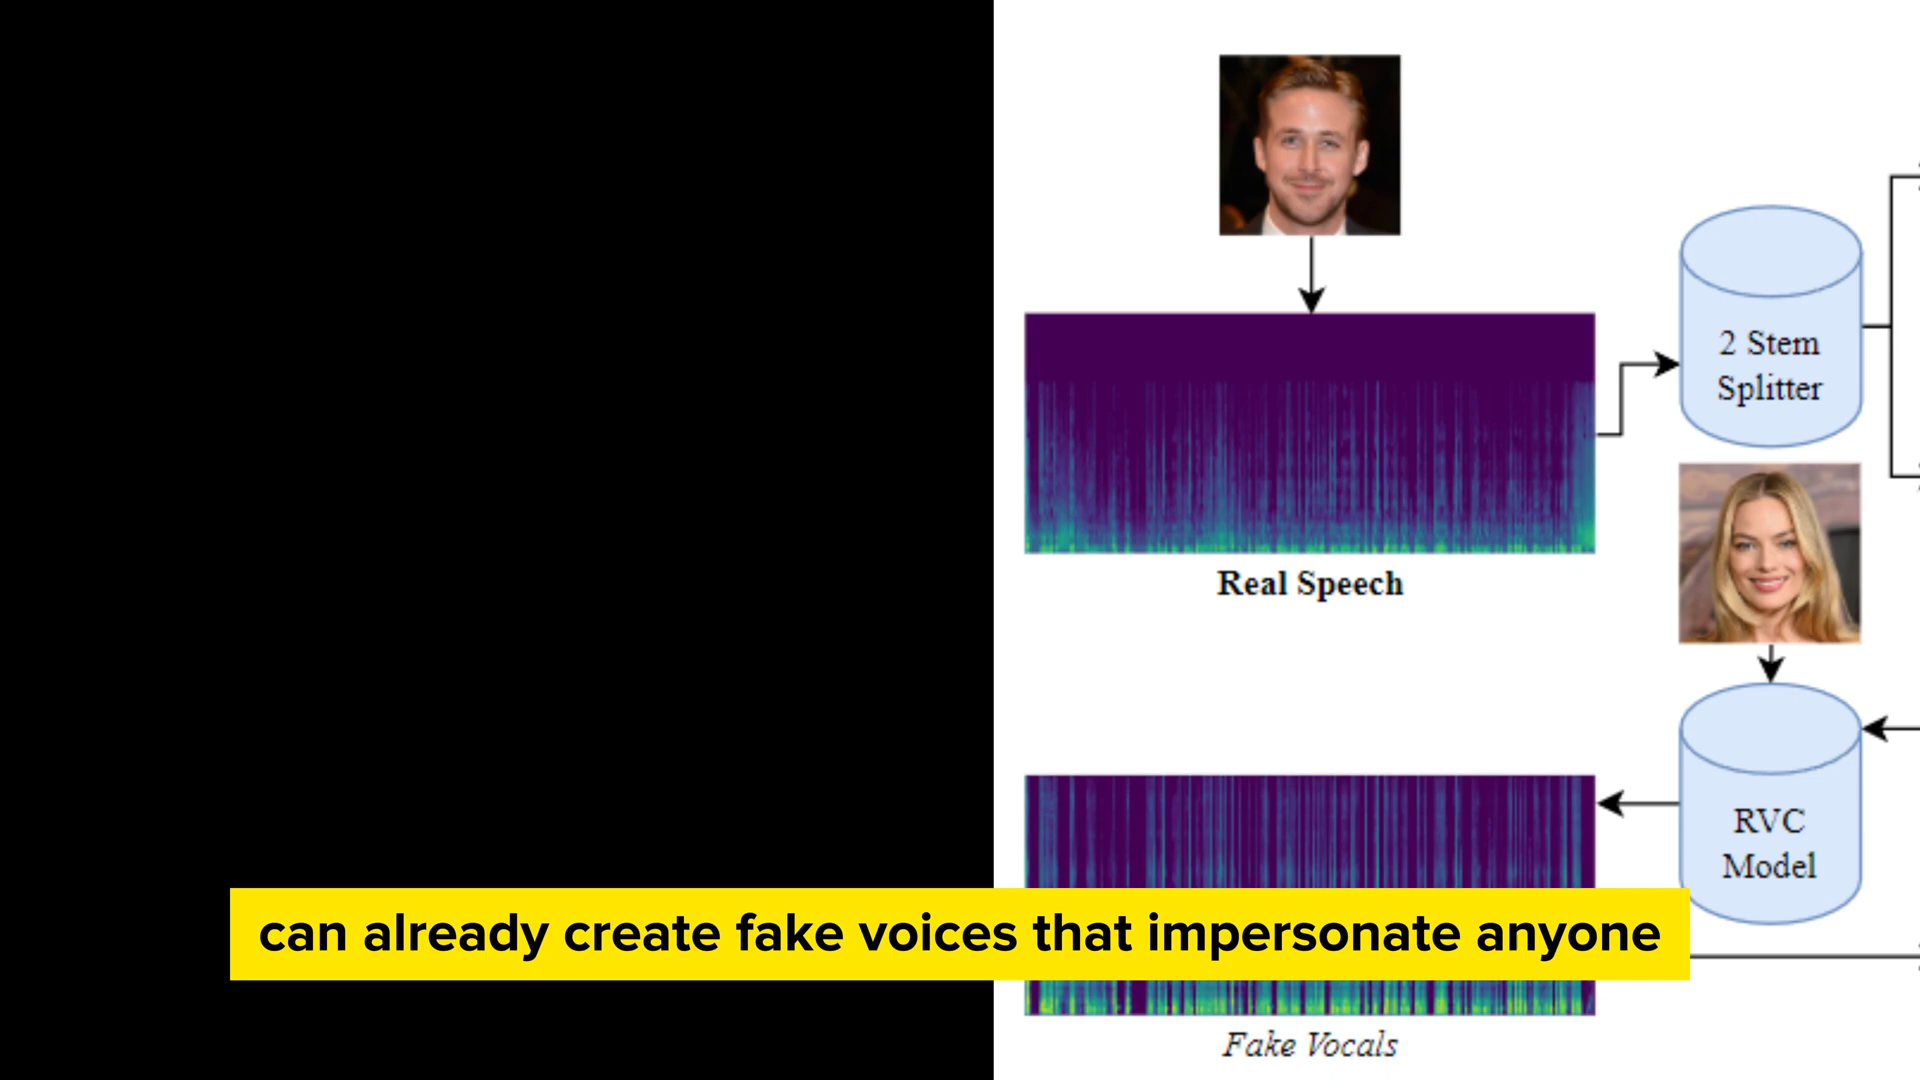 2 Stem
Splitter
Real Speech
RVC
Model
can already create fake voices that impersonate anyone
Fake Vocals